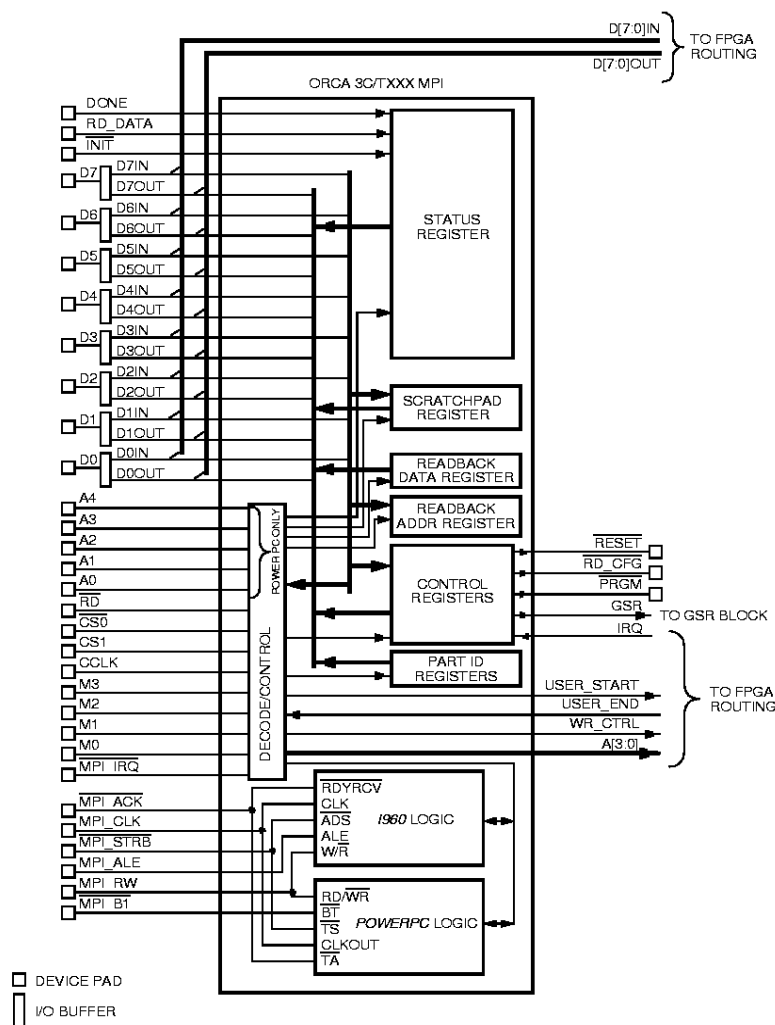 D[7:0]IN
D[7:0]OUT
TO FPGA
ROUTING
ORCA 3C/TXXX MPI
DONE
RD_DATA
INIT
D7
D7IN
D7OUT
D6
D6IN
D6OUT
D5
D5IN
D5OUT
D4
D4IN
D4OUT
D3
D3IN
D3OUT
D2
D2IN
D2OUT
D1
D1IN
D1OUT
D0
D0IN
D0OUT
STATUS
REGISTER
SCRATCHPAD
REGISTER
READBACK
DATA REGISTER
READBACK
ADDR REGISTER
CONTROL
REGISTERS
PART ID
REGISTERS
A4
A3
A2
A1
A0
RD
CS0
CS1
CCLK
M3
M2
M1
M0
MPI_IRQ
POWERPC ONLY
DECODE/CONTROL
RESET
RD_CFG
PRGM
GSR
TO GSR BLOCK
IRQ
USER_START
USER_END
WR_CTRL
A[3:0]
TO FPGA
ROUTING
MPI_ACK
MPI_CLK
MPI_STRB
MPI_ALE
MPI_RW
MPI_B1
RDYRCV
CLK
ADS
ALE
W/R
I960 LOGIC
RD/WR
BT
TS
CLKOUT
TA
POWERPC LOGIC
DEVICE PAD
I/O BUFFER